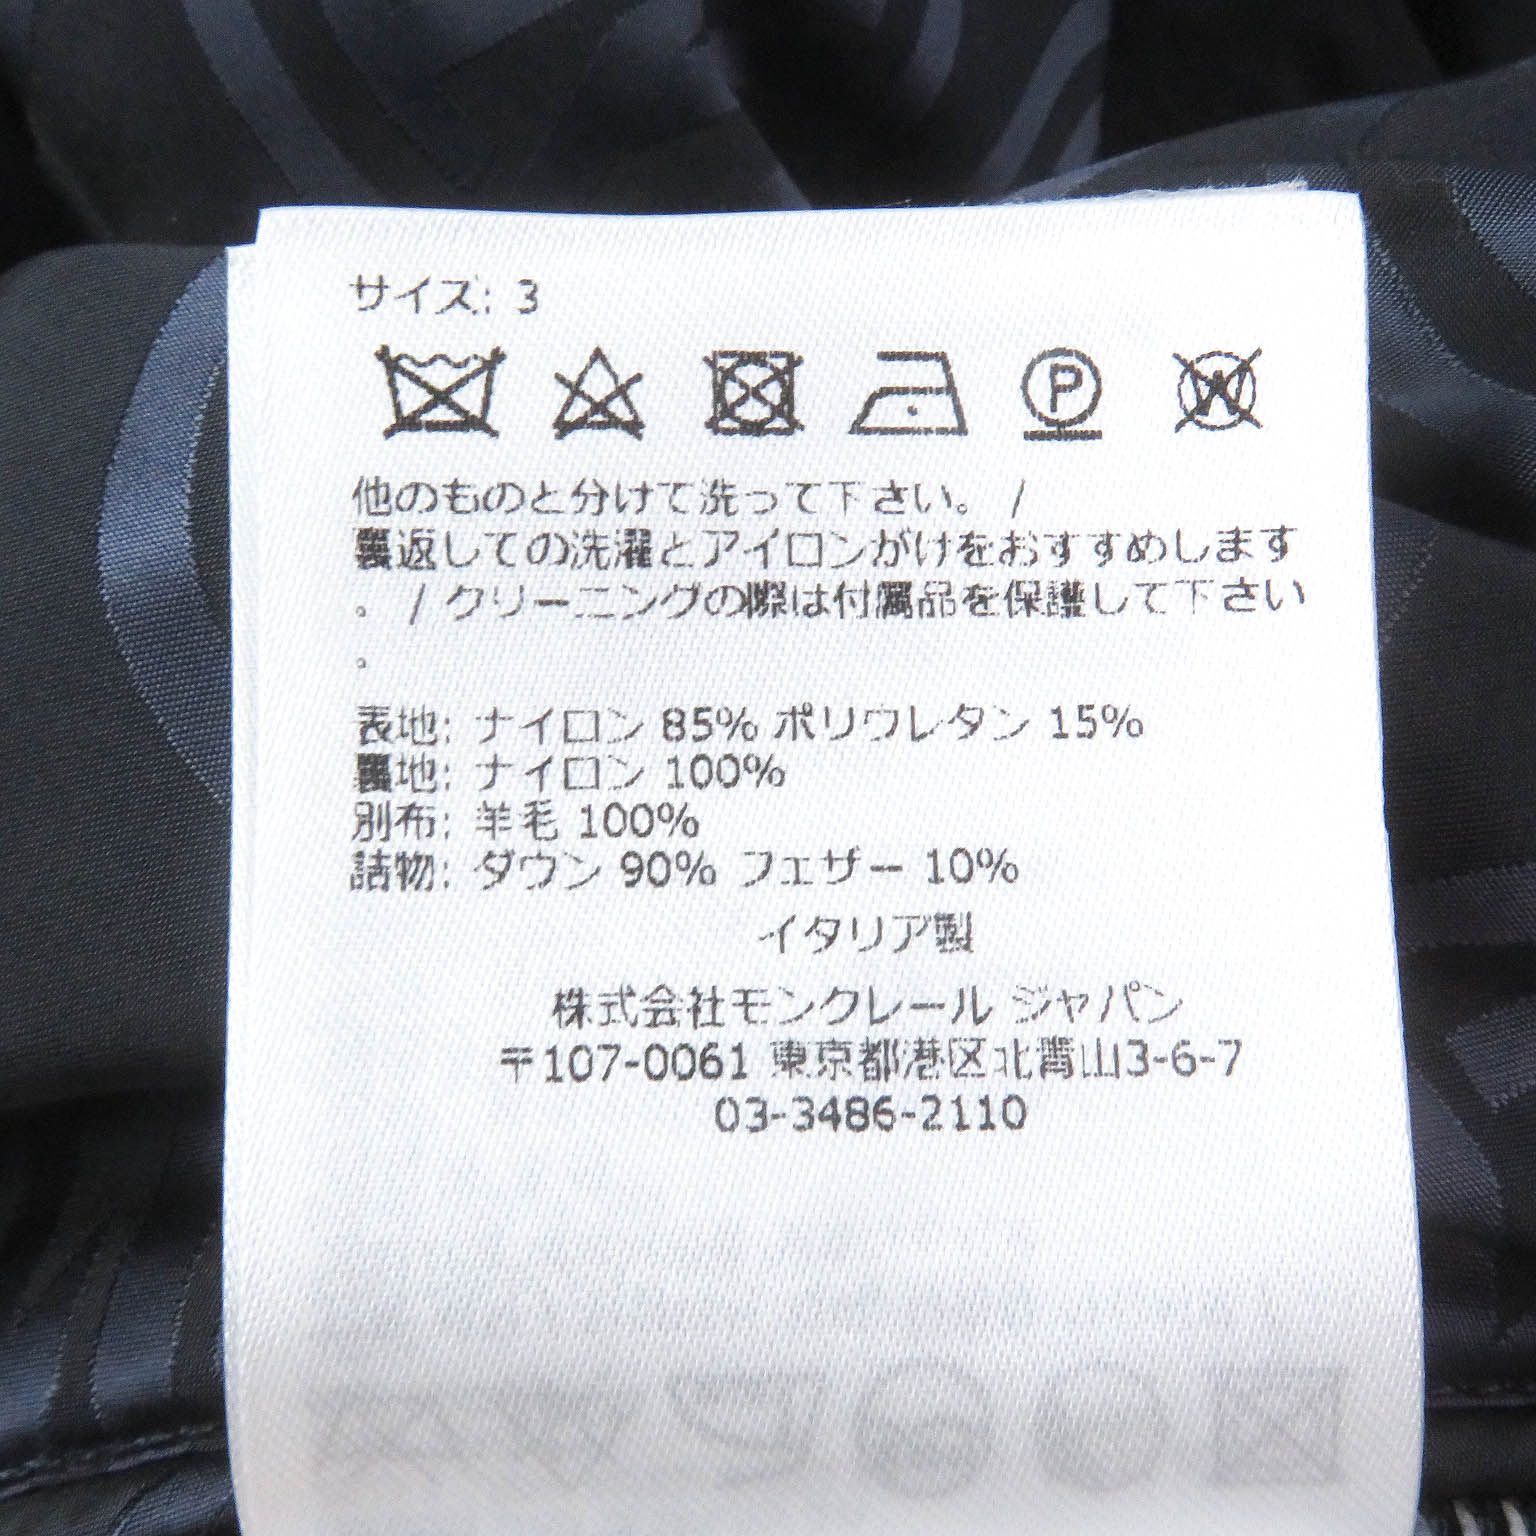 サイズ: 3
P W
他のものと分けて洗って下さい。 /
裏返しての洗濯とアイロンがけをおすすめします
。 / クリーニングの際は付属品を保護して下さい
。
表地: ナイロン 85% ポリウレタン 15%
裏地: ナイロン 100%
別布: 羊毛 100%
詰物: ダウン 90% フェザー 10%
イタリア製
株式会社モンクレール ジャパン
〒107-0061 東京都港区北青山3-6-7
03-3486-2110